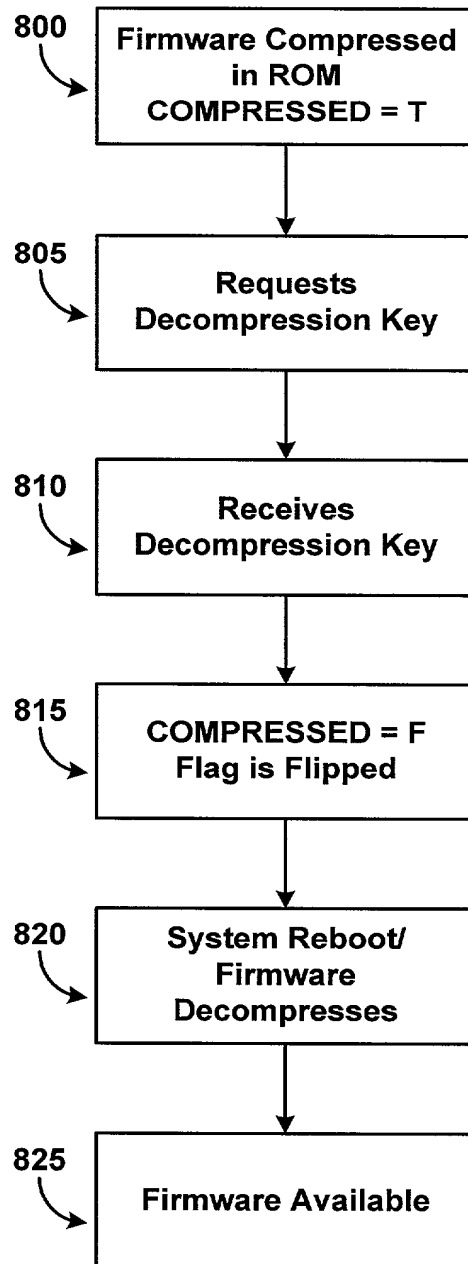 800
Firmware Compressed
in ROM
COMPRESSED = T
805
Requests
Decompression Key
810
Receives
Decompression Key
815
COMPRESSED = F
Flag is Flipped
820
System Reboot/
Firmware
Decompresses
825
Firmware Available